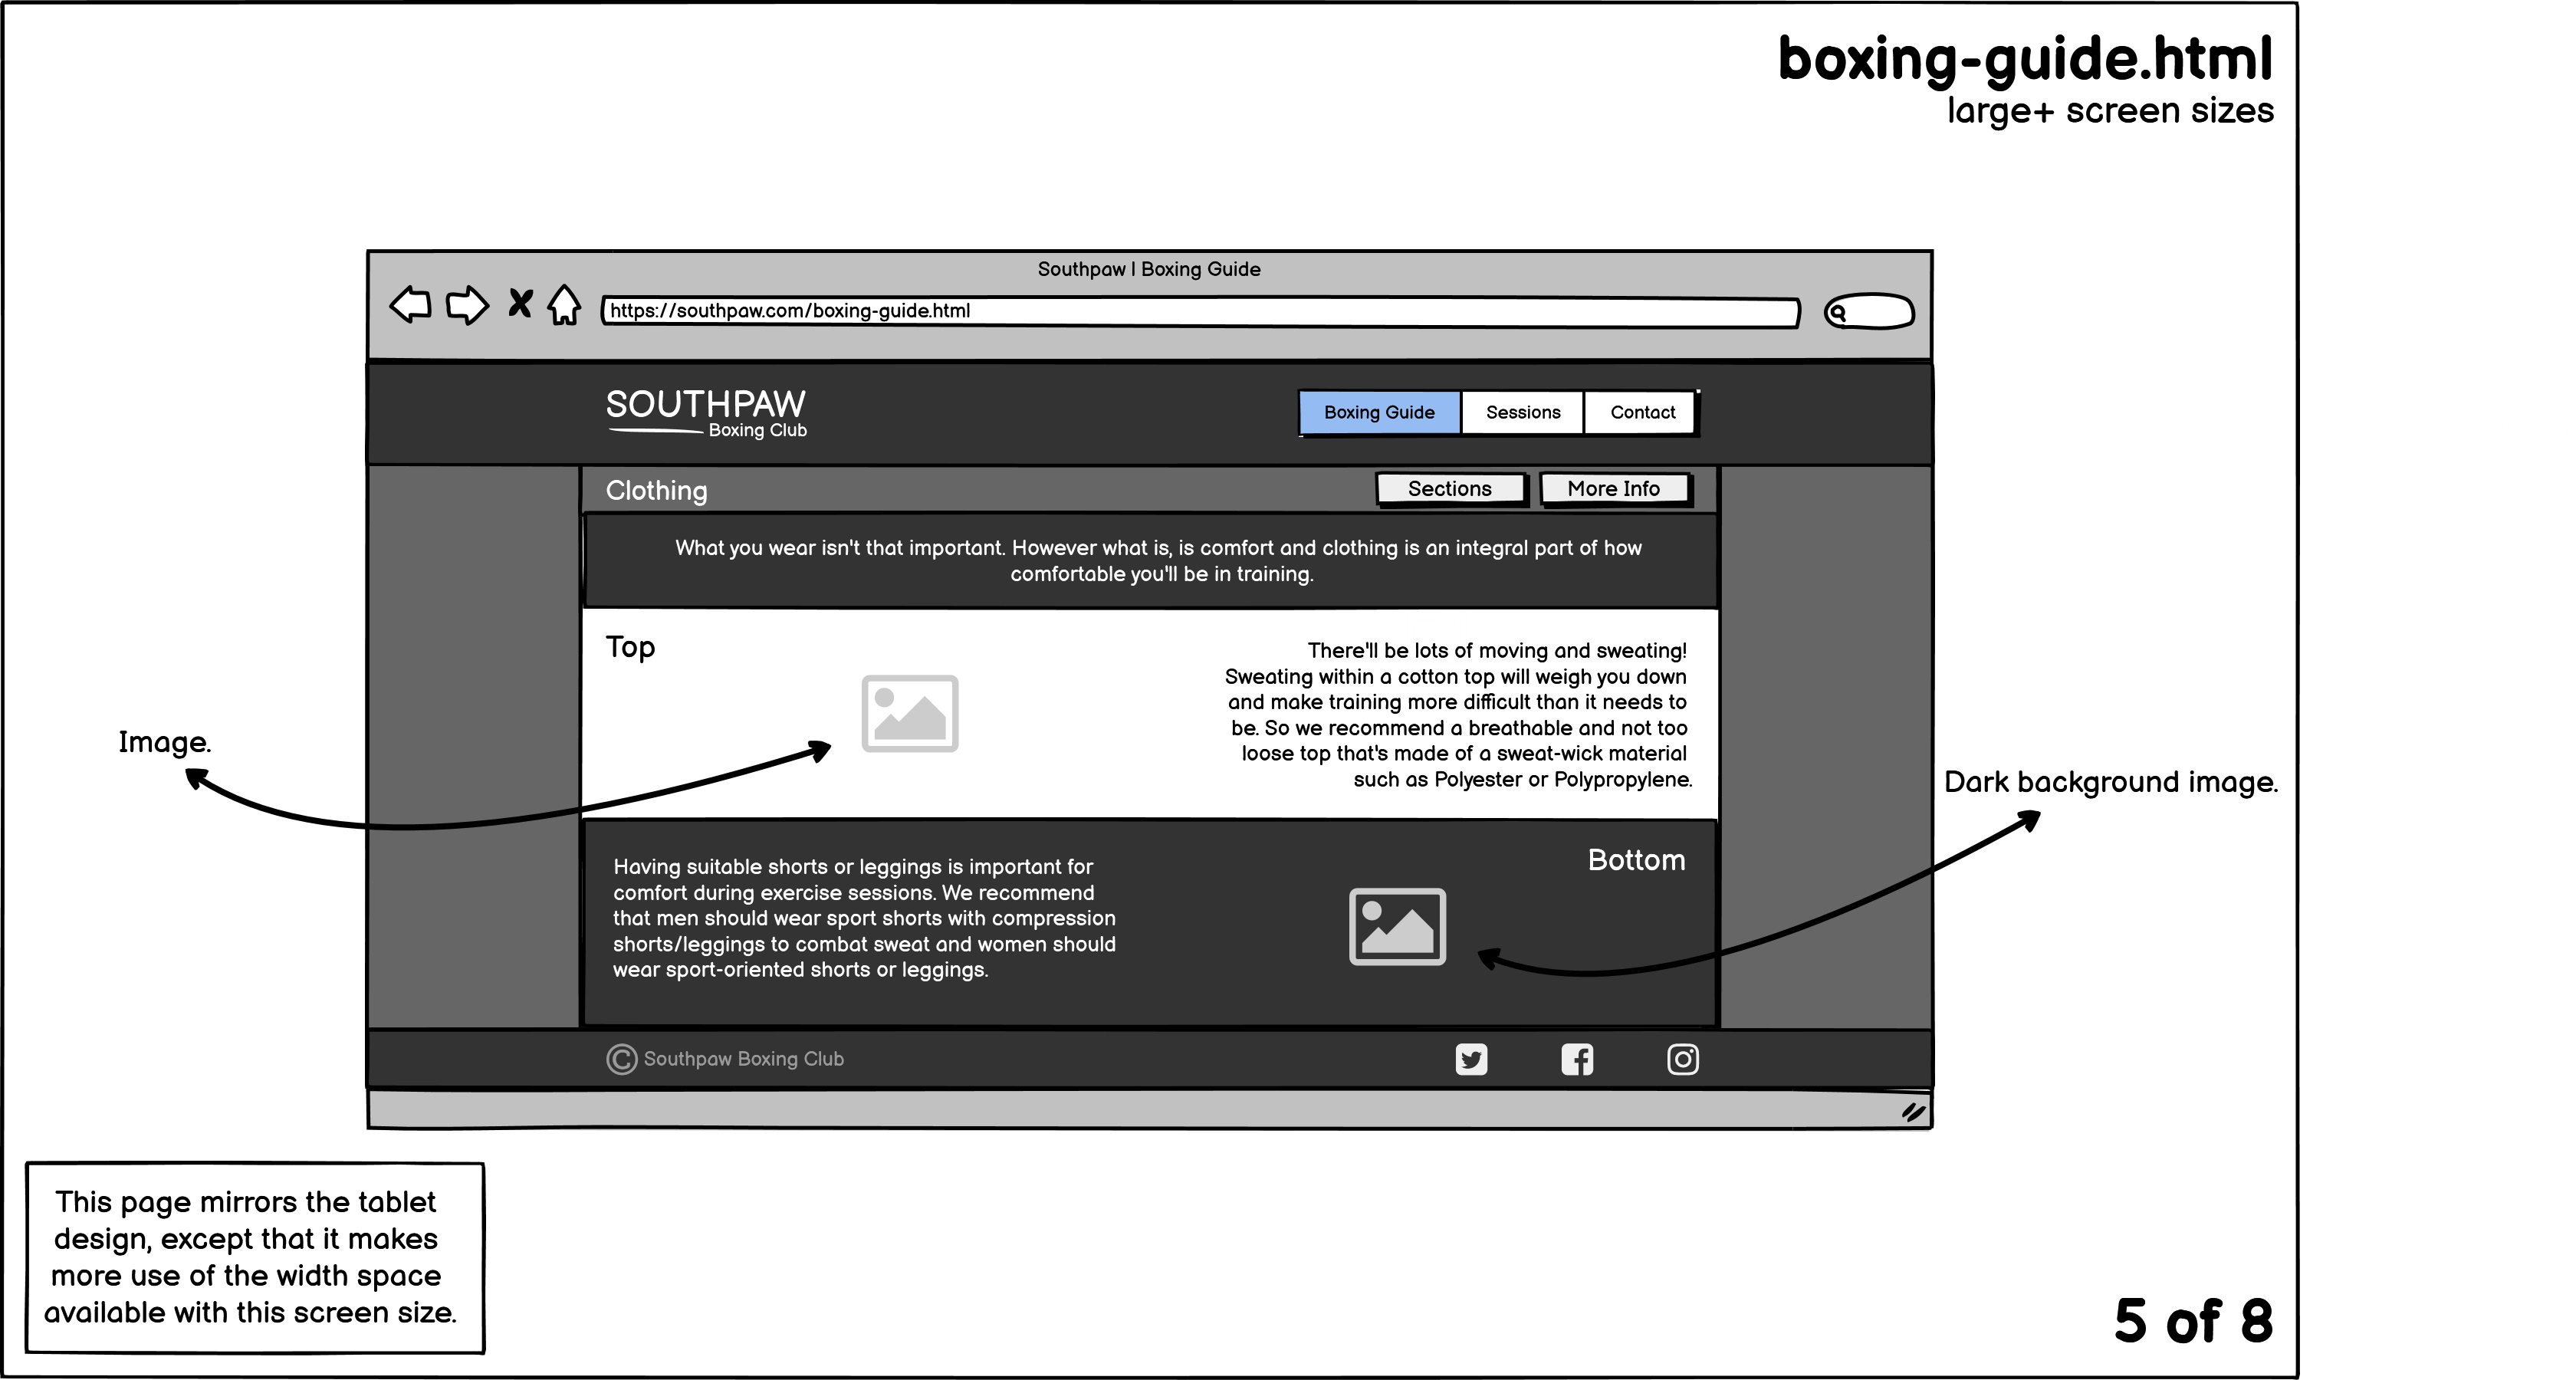 boxing-guide.html
large+ screen sizes
Southpaw | Boxing Guide
https://southpaw.com/boxing-guide.html
SOUTHPAW
Boxing Club
Boxing Guide
Sessions
Contact
Clothing
Sections
More Info
What you wear isn't that important. However what is, is comfort and clothing is an integral part of how
comfortable you'll be in training.
Top
There'll be lots of moving and sweating!
Sweating within a cotton top will weigh you down
and make training more difficult than it needs to
be. So we recommend a breathable and not too
loose top that's made of a sweat-wick material
such as Polyester or Polypropylene.
Image.
Dark background image.
Having suitable shorts or leggings is important for
comfort during exercise sessions. We recommend
that men should wear sport shorts with compression
shorts/leggings to combat sweat and women should
wear sport-oriented shorts or leggings.
Bottom
© Southpaw Boxing Club
This page mirrors the tablet
design, except that it makes
more use of the width space
available with this screen size.
5 of 8